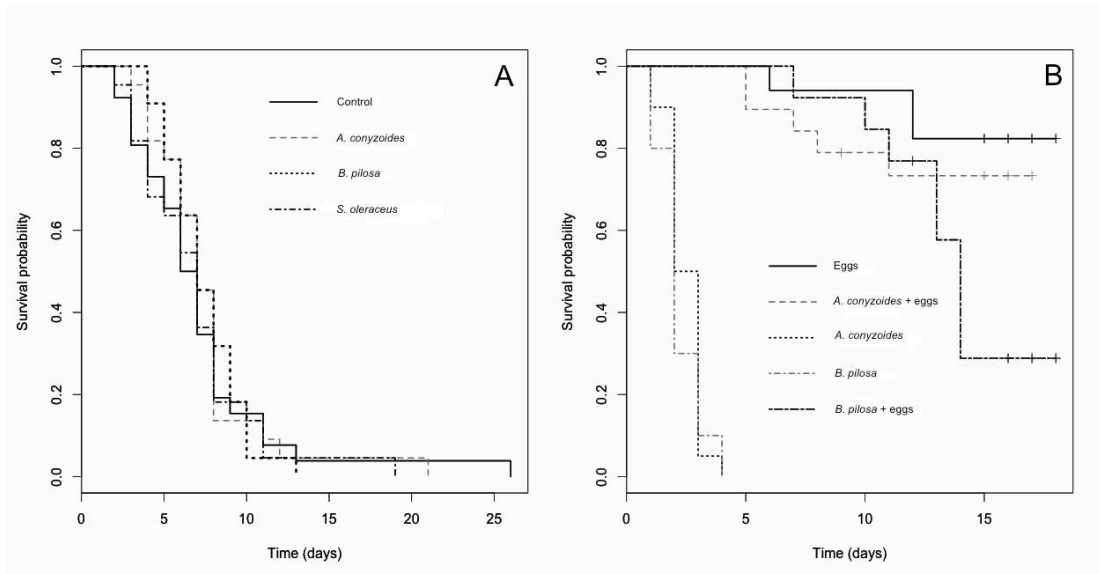 A
Control
A. conyzoides
B. pilosa
S. oleraceus
Survival probability
0.0 0.2 0.4 0.6 0.8 1.0
0 5 10 15 20 25
Time (days)
B
Eggs
A. conyzoides + eggs
A. conyzoides
B. pilosa
B. pilosa + eggs
Survival probability
0.0 0.2 0.4 0.6 0.8 1.0
0 5 10 15
Time (days)